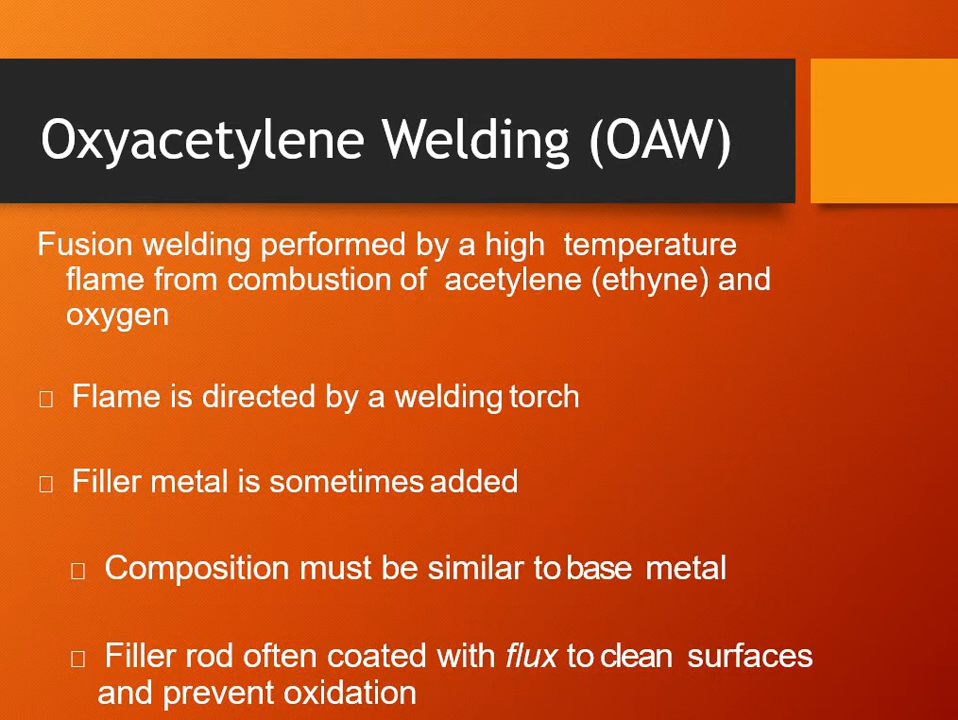 Oxyacetylene Welding (OAW)
Fusion welding performed by a high temperature
flame from combustion of acetylene (ethyne) and
oxygen
Flame is directed by a welding torch
Filler metal is sometimes added
Composition must be similar to base metal
Filler rod often coated with flux to clean surfaces
and prevent oxidation